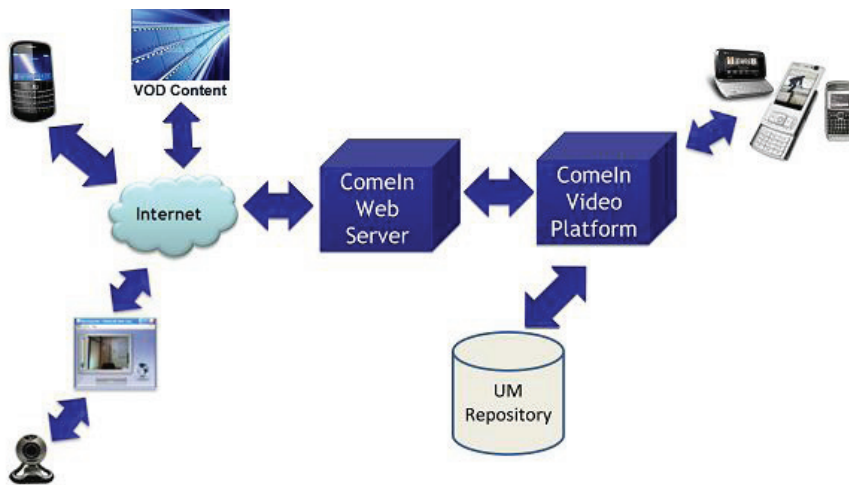 VOD Content
Internet
ComeIn
Web
Server
ComeIn
Video
Platform
UM
Repository